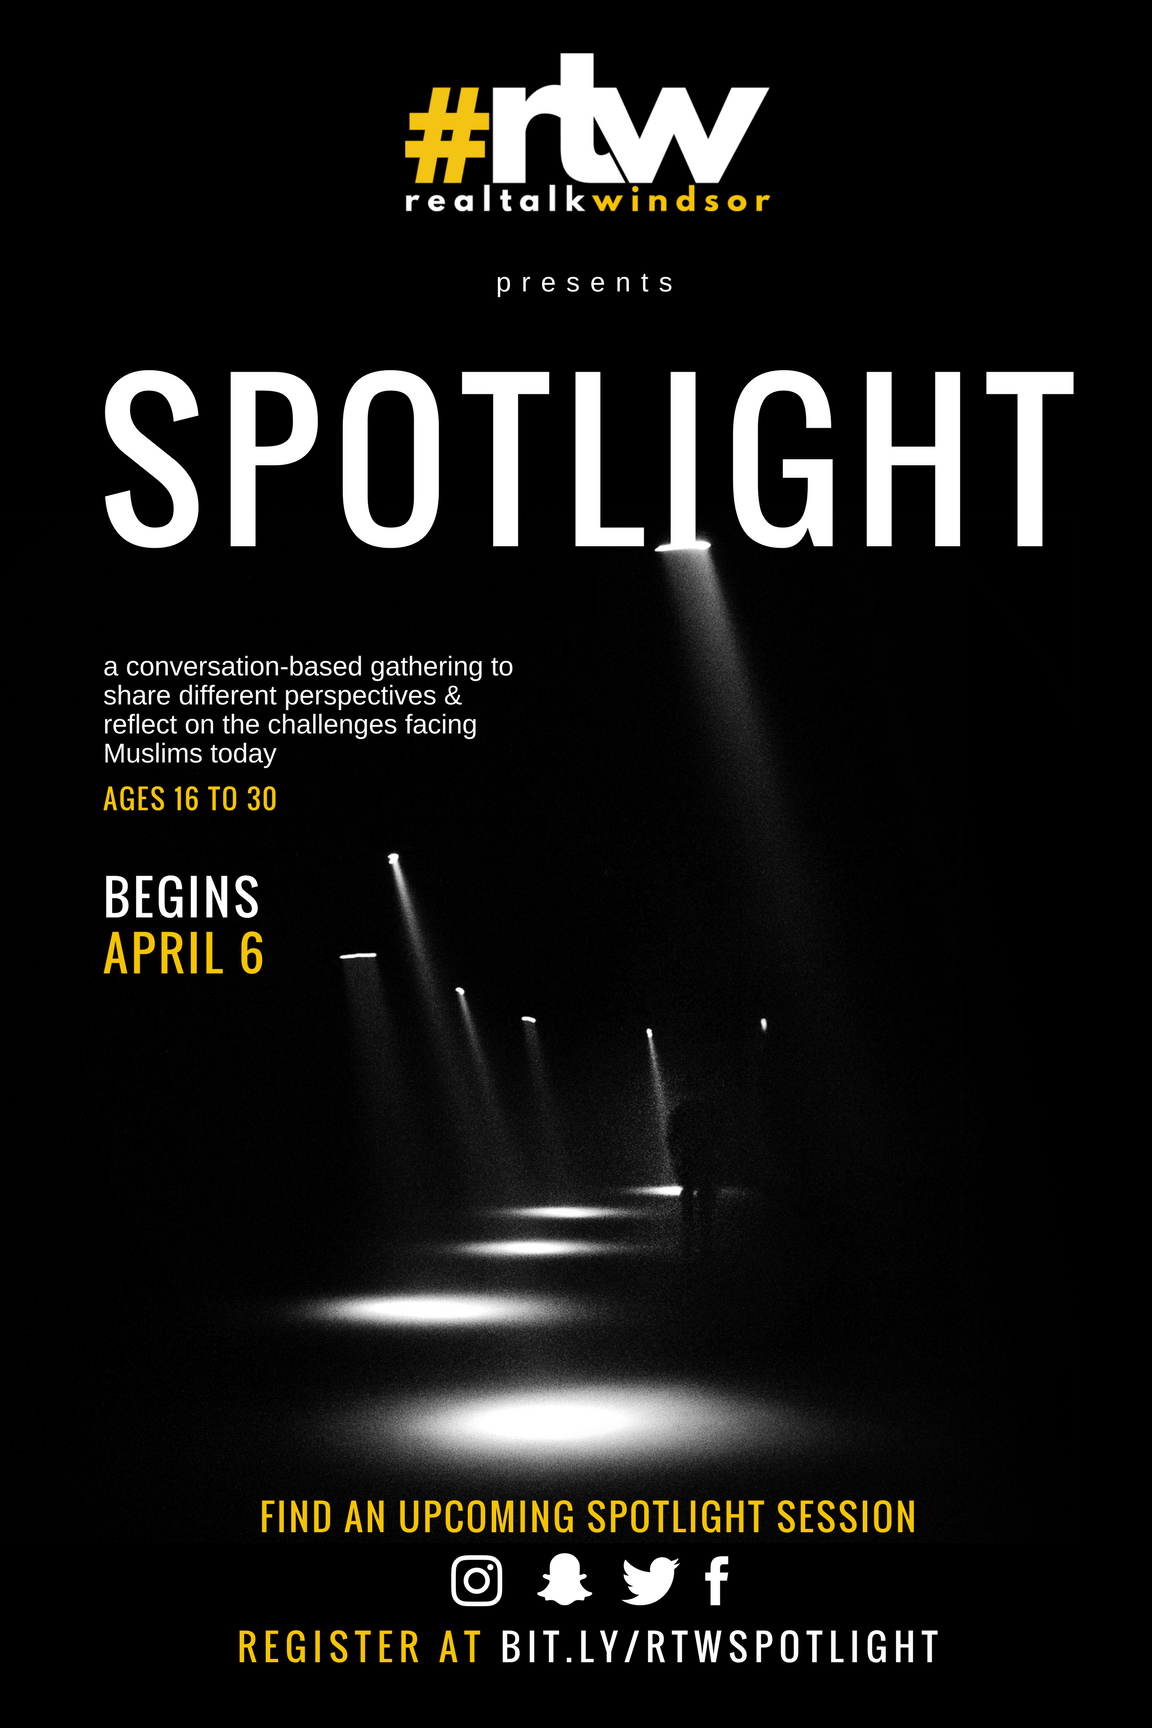 #rtw
realtalkwindsor
presents
SPOTLIGHT
a conversation-based gathering to
share different perspectives &
reflect on the challenges facing
Muslims today
AGES 16 TO 30
BEGINS
APRIL 6
FIND AN UPCOMING SPOTLIGHT SESSION
REGISTER AT BIT.LY/RTWSPOTLIGHT